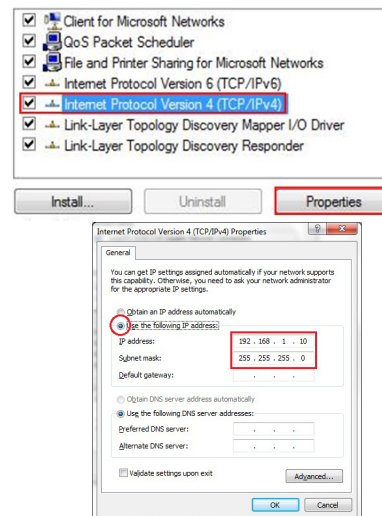 Client for Microsoft Networks
QoS Packet Scheduler
File and Printer Sharing for Microsoft Networks
Internet Protocol Version 6 (TCP/IPv6)
Internet Protocol Version 4 (TCP/IPv4)
Link-Layer Topology Discovery Mapper I/O Driver
Link-Layer Topology Discovery Responder
Install... Uninstall Properties
Internet Protocol Version 4 (TCP/IPv4) Properties
General
You can get IP settings assigned automatically if your network supports
this capability. Otherwise, you need to ask your network administrator
for the appropriate IP settings.
Obtain an IP address automatically
Use the following IP address:
IP address: 192 . 168 . 1 . 10
Subnet mask: 255 . 255 . 255 . 0
Default gateway: . . .
Obtain DNS server address automatically
Use the following DNS server addresses:
Preferred DNS server: . . .
Alternate DNS server: . . .
Validate settings upon exit
Advanced...
OK Cancel